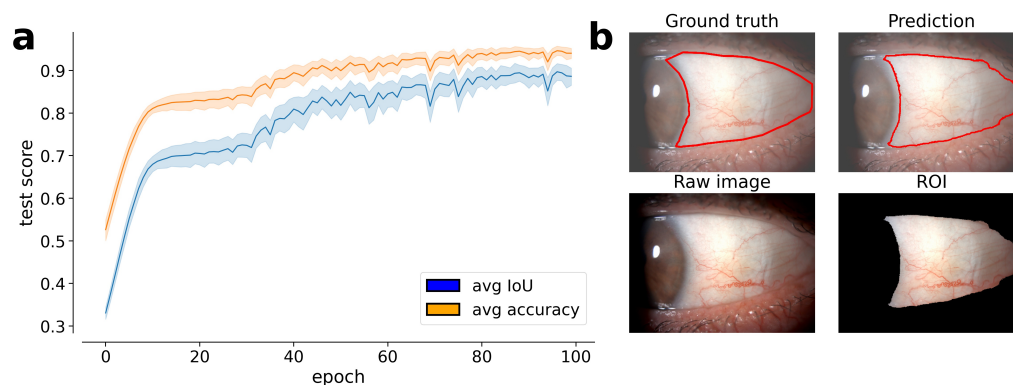 a
test score
0.9
0.8
0.7
0.6
0.5
0.4
0.3
0
20
40
60
80
100
epoch
avg IoU
avg accuracy
b
Ground truth
Prediction
Raw image
ROI